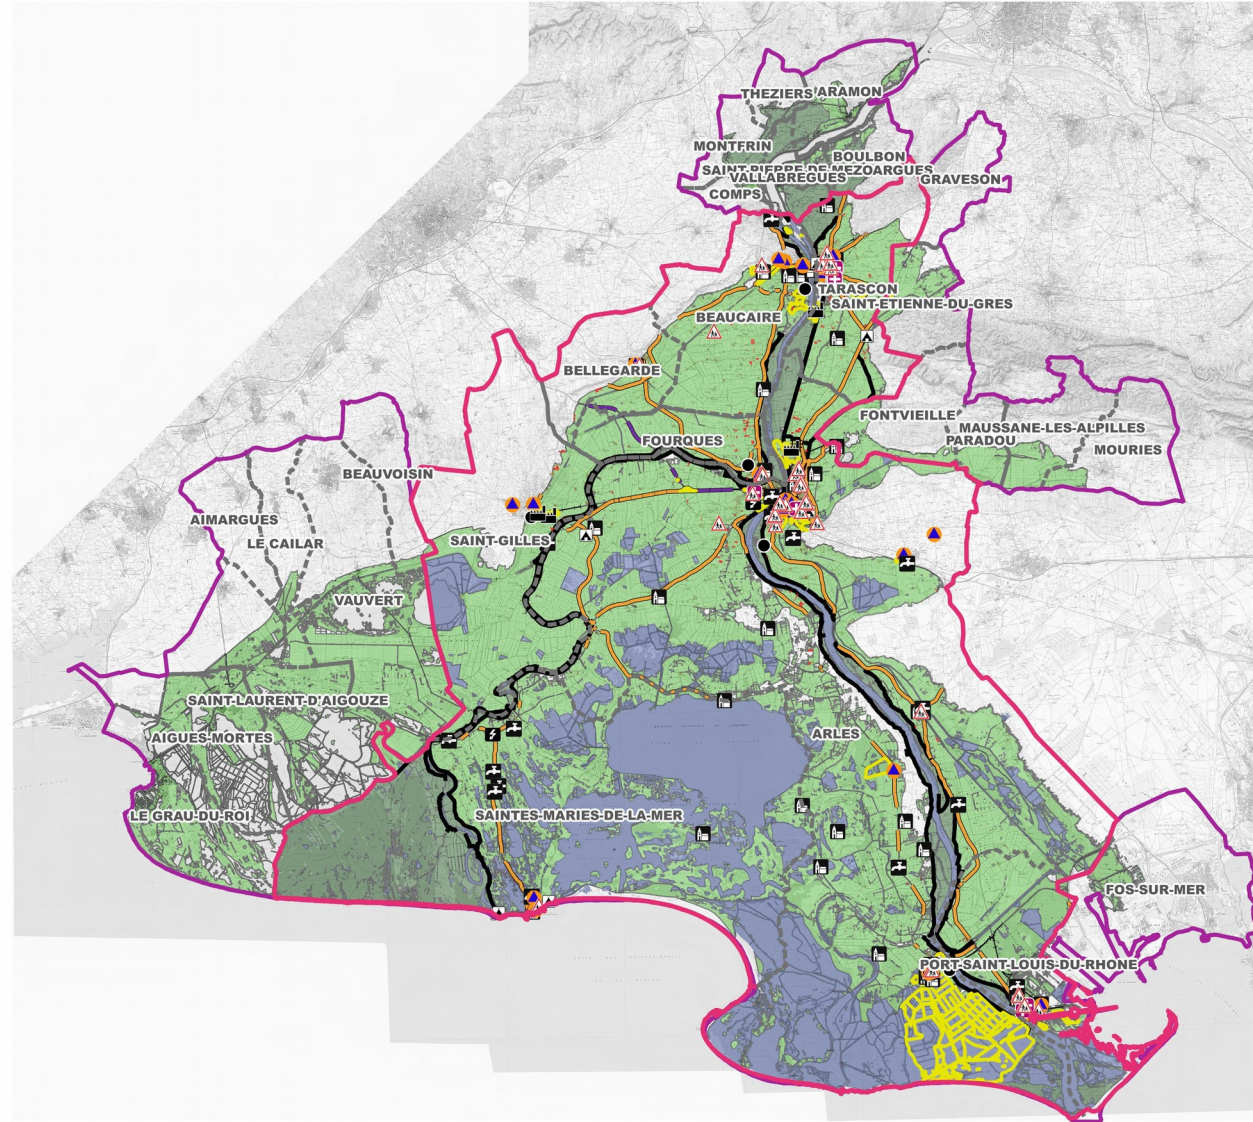 THEZIERS ARAMON
MONTFRIN
BOULBON
SAINT-PIERRE-DE-MEZOARGUES
VALLABREGUES
GRAVESON
COMPS
TARASCON
SAINT-ETIENNE-DU-GRES
BEAUCAIRE
BELLEGARDE
FONTVIEILLE
MAUSSANE-LES-ALPILLES
FOURQUES
PARADOU
MOURIES
BEAUVOISIN
AIMARGUES
LE CAILAR
SAINT-GILLES
VAUVERT
SAINT-LAURENT-D'AIGOUZE
AIGUES-MORTES
ARLES
LE GRAU-DU-ROI
SAINTES-MARIES-DE-LA-MER
FOS-SUR-MER
PORT-SAINT-LOUIS-DU-RHONE